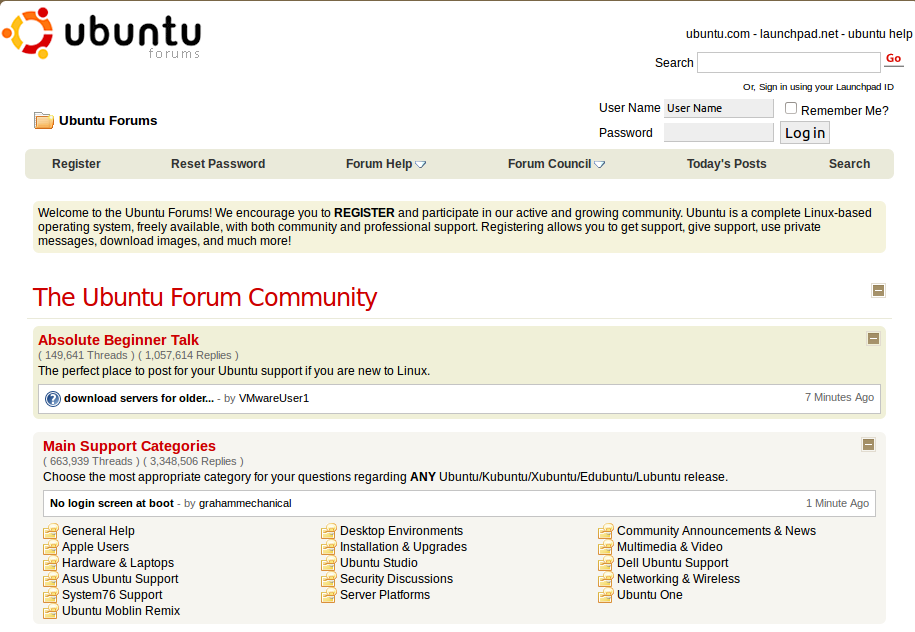 ubuntu
forums
ubuntu.com - launchpad.net - ubuntu help
Search
Go
Or, Sign in using your Launchpad ID
Ubuntu Forums
User Name User Name Remember Me?
Password Log in
Register Reset Password Forum Help Forum Council Today's Posts Search
Welcome to the Ubuntu Forums! We encourage you to REGISTER and participate in our active and growing community. Ubuntu is a complete Linux-based
operating system, freely available, with both community and professional support. Registering allows you to get support, give support, use private
messages, download images, and much more!
The Ubuntu Forum Community
Absolute Beginner Talk
( 149,641 Threads ) ( 1,057,614 Replies )
The perfect place to post for your Ubuntu support if you are new to Linux.
download servers for older... - by VMwareUser1 7 Minutes Ago
Main Support Categories
( 663,939 Threads ) ( 3,348,506 Replies )
Choose the most appropriate category for your questions regarding ANY Ubuntu/Kubuntu/Xubuntu/Edubuntu/Lubuntu release.
No login screen at boot - by grahammechanical 1 Minute Ago
General Help Desktop Environments Community Announcements & News
Apple Users Installation & Upgrades Multimedia & Video
Hardware & Laptops Ubuntu Studio Dell Ubuntu Support
Asus Ubuntu Support Security Discussions Networking & Wireless
System76 Support Server Platforms Ubuntu One
Ubuntu Moblin Remix